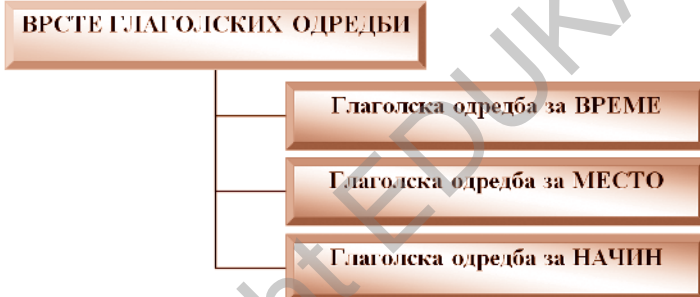 ВРСТЕ ГЛАГОЛСКИХ ОДРЕДБИ
Глаголска одредба за ВРЕМЕ
Глаголска одредба за МЕСТО
Глаголска одредба за НАЧИН